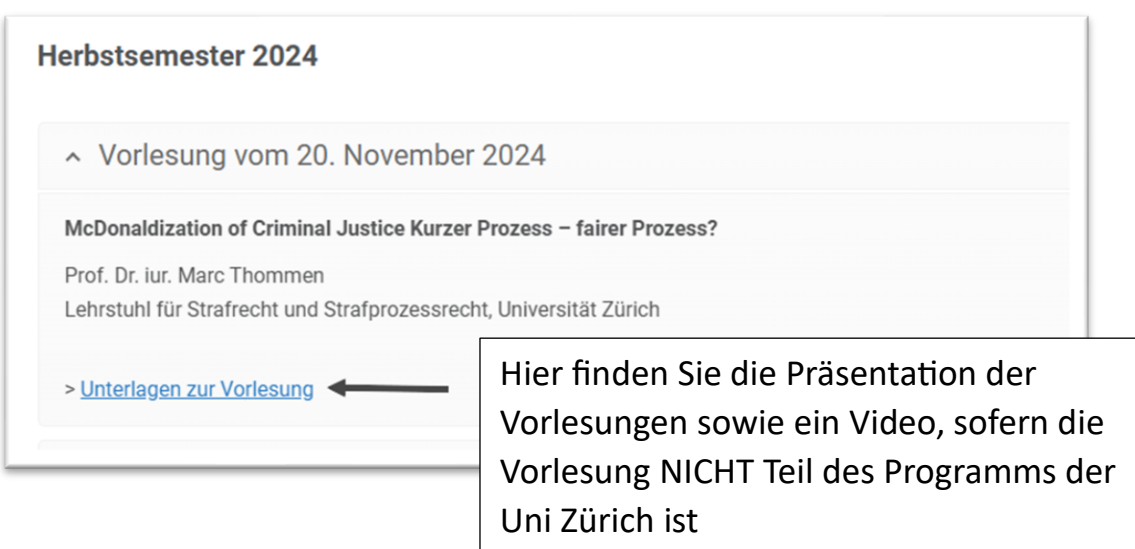 Herbstsemester 2024
Vorlesung vom 20. November 2024
McDonaldization of Criminal Justice Kurzer Prozess – fairer Prozess?
Prof. Dr. iur. Marc Thommen
Lehrstuhl für Strafrecht und Strafprozessrecht, Universität Zürich
> Unterlagen zur Vorlesung
Hier finden Sie die Präsentation der
Vorlesungen sowie ein Video, sofern die
Vorlesung NICHT Teil des Programms der
Uni Zürich ist